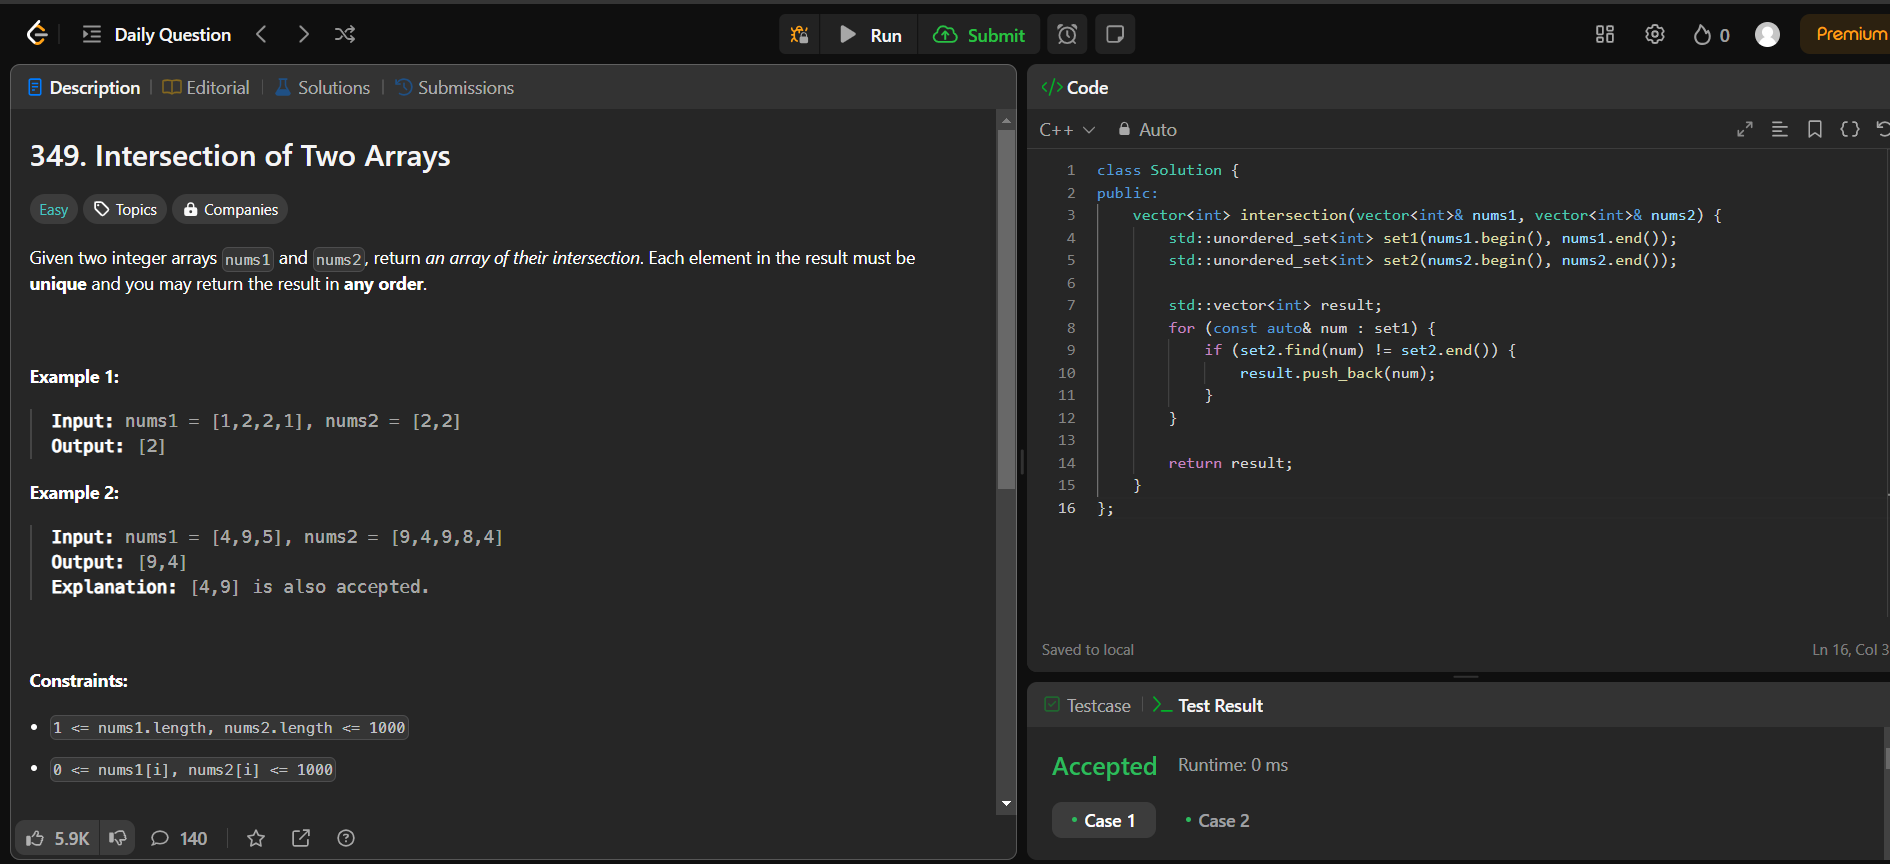 Daily Question
Run
Submit
0
Premium
Description
Editorial
Solutions
Submissions
349. Intersection of Two Arrays
Easy
Topics
Companies
Given two integer arrays nums1 and nums2, return an array of their intersection. Each element in the result must be
unique and you may return the result in any order.
Example 1:
Input: nums1 = [1,2,2,1], nums2 = [2,2]
Output: [2]
Example 2:
Input: nums1 = [4,9,5], nums2 = [9,4,9,8,4]
Output: [9,4]
Explanation: [4,9] is also accepted.
Constraints:
• 1 <= nums1.length, nums2.length <= 1000
• 0 <= nums1[i], nums2[i] <= 1000
5.9K
140
</> Code
C++
Auto
1 class Solution {
2 public:
3     vector<int> intersection(vector<int>& nums1, vector<int>& nums2) {
4         std::unordered_set<int> set1(nums1.begin(), nums1.end());
5         std::unordered_set<int> set2(nums2.begin(), nums2.end());
6
7         std::vector<int> result;
8         for (const auto& num : set1) {
9             if (set2.find(num) != set2.end()) {
10                 result.push_back(num);
11             }
12         }
13
14         return result;
15     }
16 };
Saved to local
Ln 16, Col 3
Testcase
Test Result
Accepted
Runtime: 0 ms
• Case 1
• Case 2